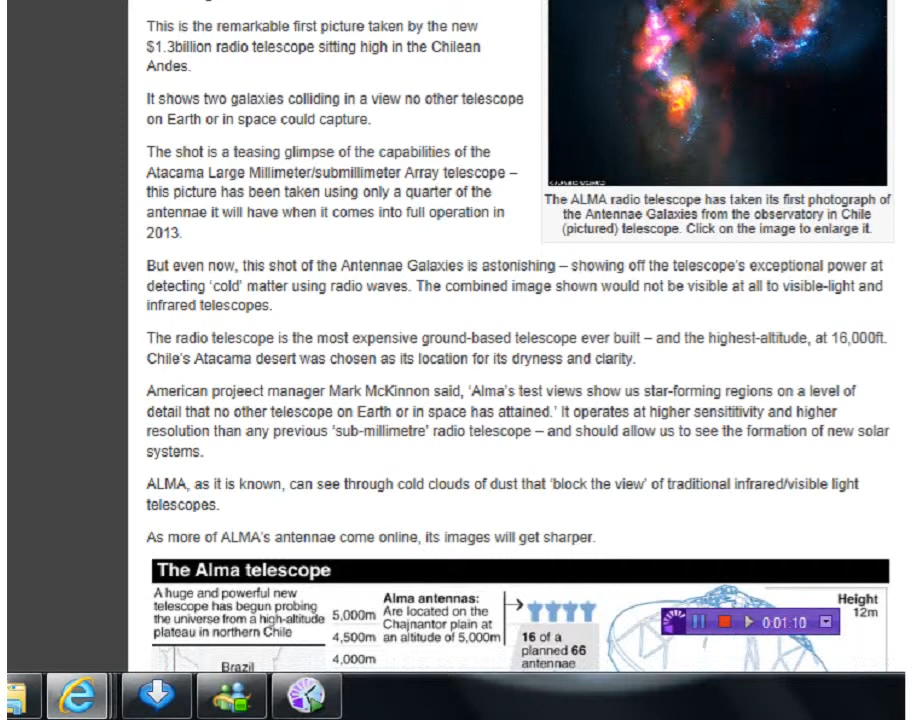 This is the remarkable first picture taken by the new
$1.3billion radio telescope sitting high in the Chilean
Andes.
It shows two galaxies colliding in a view no other telescope
on Earth or in space could capture.
The shot is a teasing glimpse of the capabilities of the
Atacama Large Millimeter/submillimeter Array telescope –
this picture has been taken using only a quarter of the
antennae it will have when it comes into full operation in
2013.
The ALMA radio telescope has taken its first photograph of
the Antennae Galaxies from the observatory in Chile
(pictured) telescope. Click on the image to enlarge it.
But even now, this shot of the Antennae Galaxies is astonishing – showing off the telescope's exceptional power at
detecting 'cold' matter using radio waves. The combined image shown would not be visible at all to visible-light and
infrared telescopes.
The radio telescope is the most expensive ground-based telescope ever built – and the highest-altitude, at 16,000ft.
Chile's Atacama desert was chosen as its location for its dryness and clarity.
American projeect manager Mark McKinnon said, 'Alma's test views show us star-forming regions on a level of
detail that no other telescope on Earth or in space has attained.' It operates at higher sensititivity and higher
resolution than any previous 'sub-millimetre' radio telescope – and should allow us to see the formation of new solar
systems.
ALMA, as it is known, can see through cold clouds of dust that 'block the view' of traditional infrared/visible light
telescopes.
As more of ALMA's antennae come online, its images will get sharper.
The Alma telescope
A huge and powerful new
telescope has begun probing
the universe from a high-altitude
plateau in northern Chile
Brazil
5,000m
4,500m
4,000m
Alma antennas:
Are located on the
Chajnantor plain at
an altitude of 5,000m
16 of a
planned 66
antennae
Height
12m
0:01:10